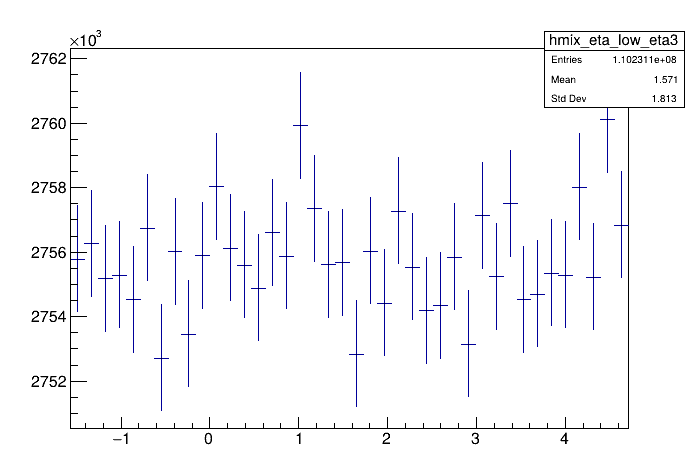 ×10³
hmix_eta_low_eta3
Entries 1.102311e+08
Mean 1.571
Std Dev 1.813
2762
2760
2758
2756
2754
2752
−1 0 1 2 3 4